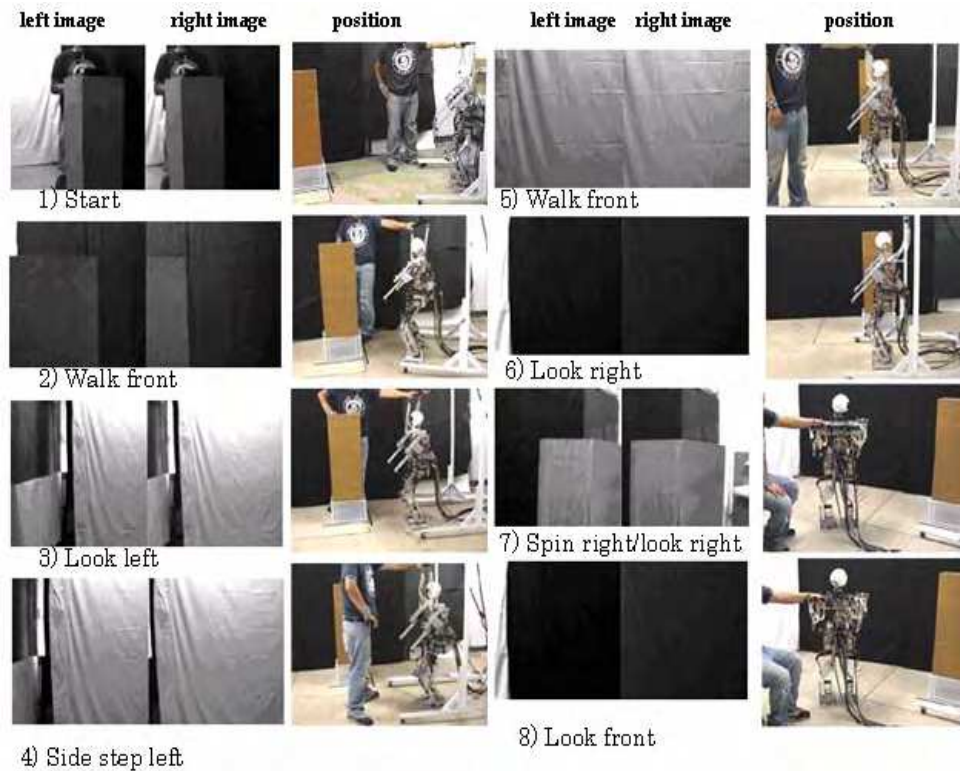 left image right image position
left image right image position
1) Start
2) Walk front
3) Look left
4) Side step left
5) Walk front
6) Look right
7) Spin right/look right
8) Look front